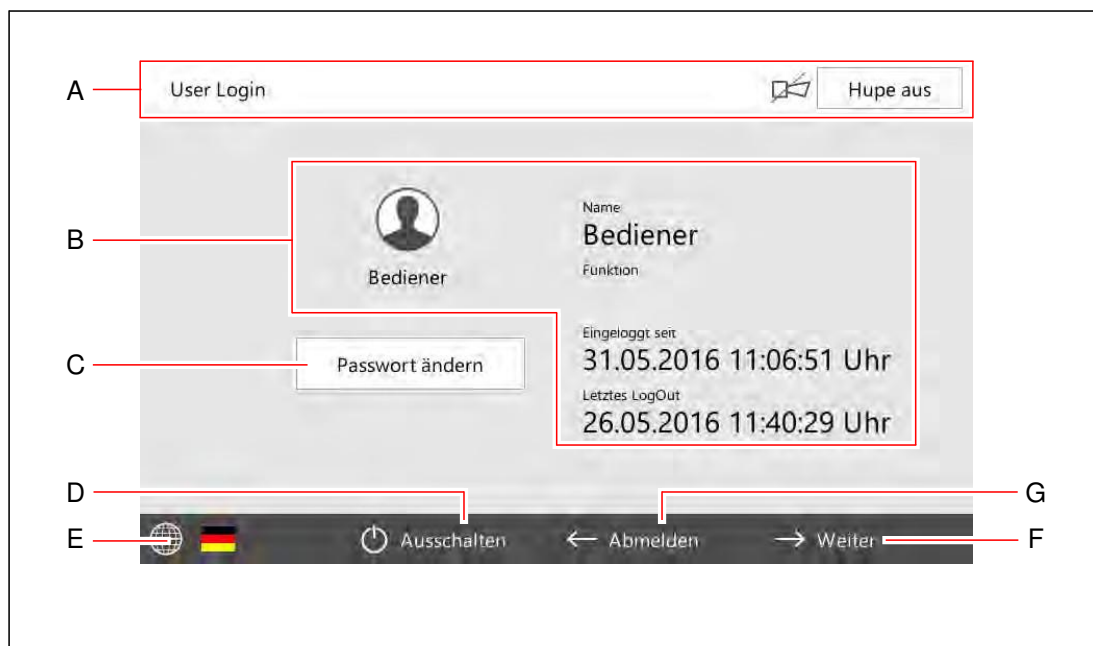 A
User Login
Hupe aus
B
Bediener
Name
Bediener
Funktion
C
Passwort ändern
Eingeloggt seit
31.05.2016 11:06:51 Uhr
Letztes LogOut
26.05.2016 11:40:29 Uhr
D
G
E
Ausschalten
Abmelden
Weiter
F